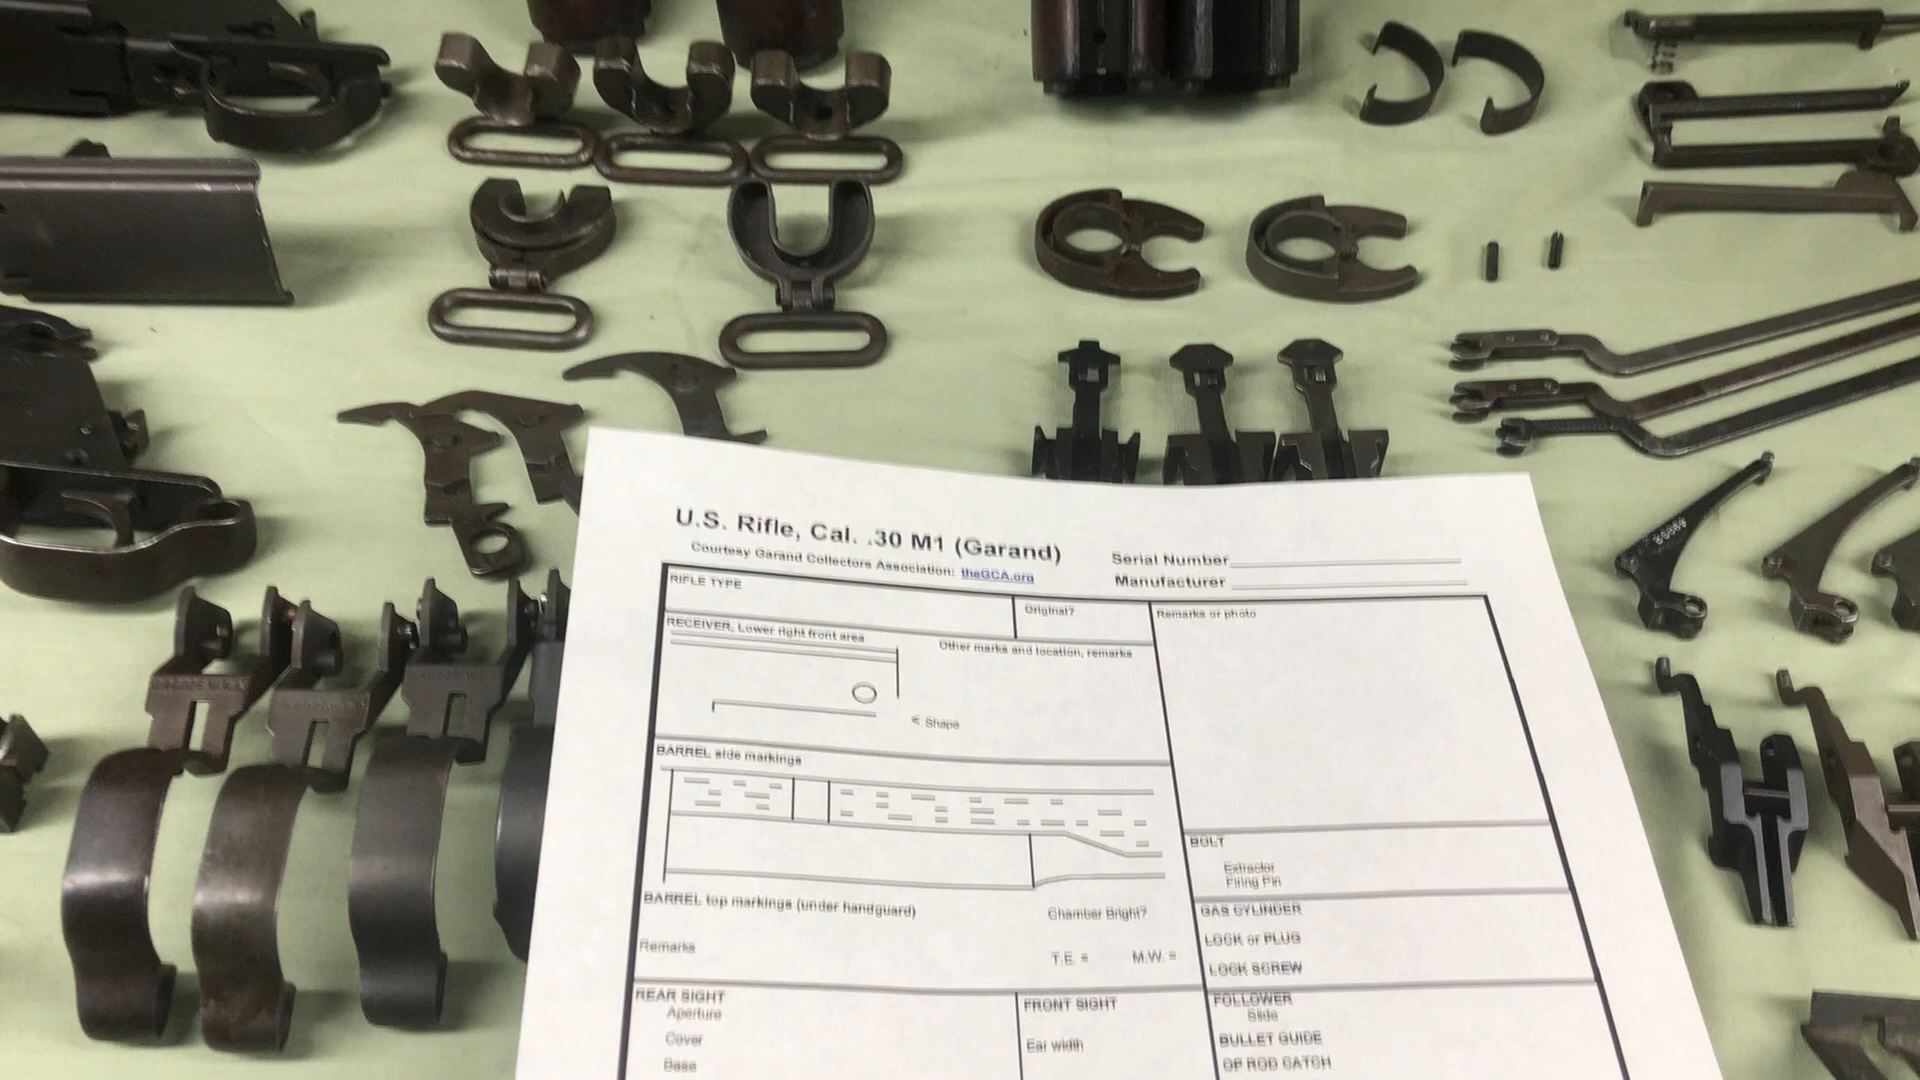 U.S. Rifle, Cal. .30 M1 (Garand)
Courtesy Garand Collectors Association: theGCA.org
Serial Number
Manufacturer
RIFLE TYPE
Original?
RECEIVER, Lower right front area
Other marks and location, remarks
< Shape
BARREL side markings
BARREL top markings (under handguard)
Chamber Bright?
Remarks
T.E. =
M.W. =
REAR SIGHT
Aperture
Cover
Base
FRONT SIGHT
Ear width
Remarks or photo
BOLT
Extractor
Firing Pin
GAS CYLINDER
LOCK or PLUG
LOCK SCREW
FOLLOWER
Slide
BULLET GUIDE
OP ROD CATCH